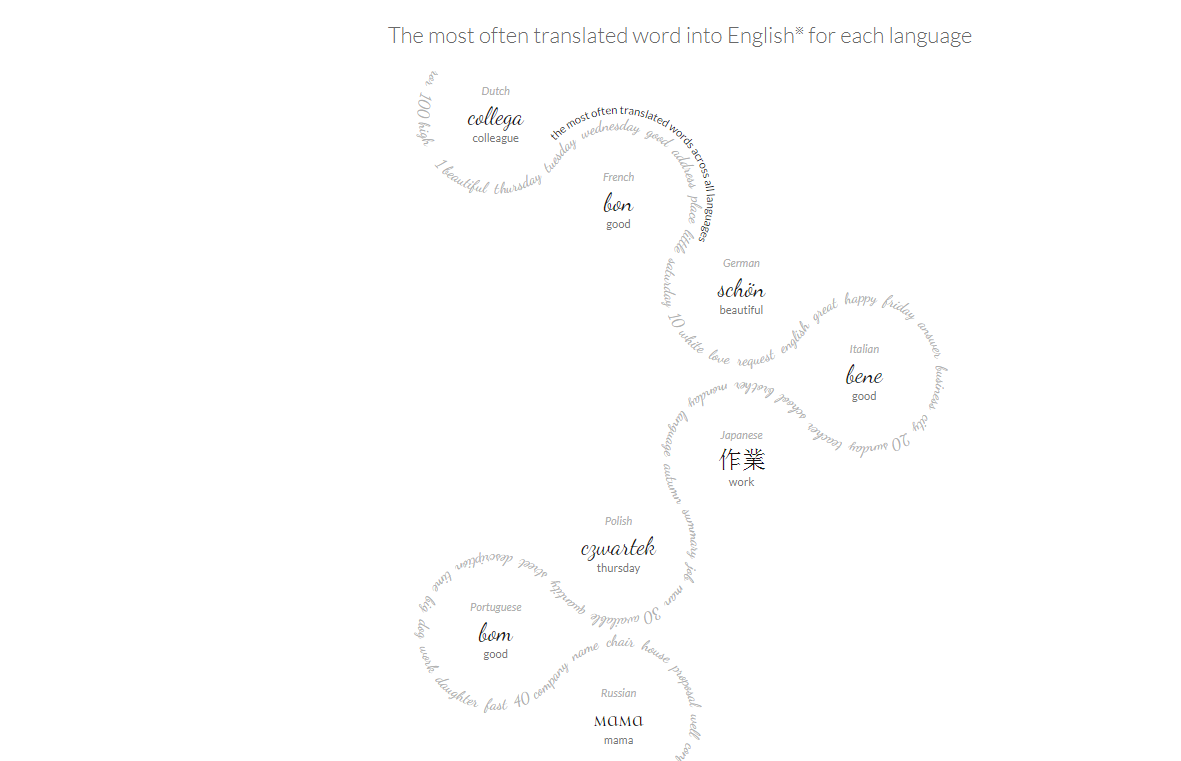 The most often translated word into English※ for each language
Dutch
collega
colleague
the most often translated words across all languages
French
bon
good
German
schön
beautiful
Italian
bene
good
Japanese
作業
work
Polish
czwartek
thursday
Portuguese
bom
good
Russian
мама
mama
100 high
1 beautiful thursday tuesday wednesday good address place little saturday 10 white love request english great happy friday answer business city 20 sunday teacher school brother monday language autumn summary job man 30 available quantity street description time big dog work daughter fast 40 company name chair house proposal well